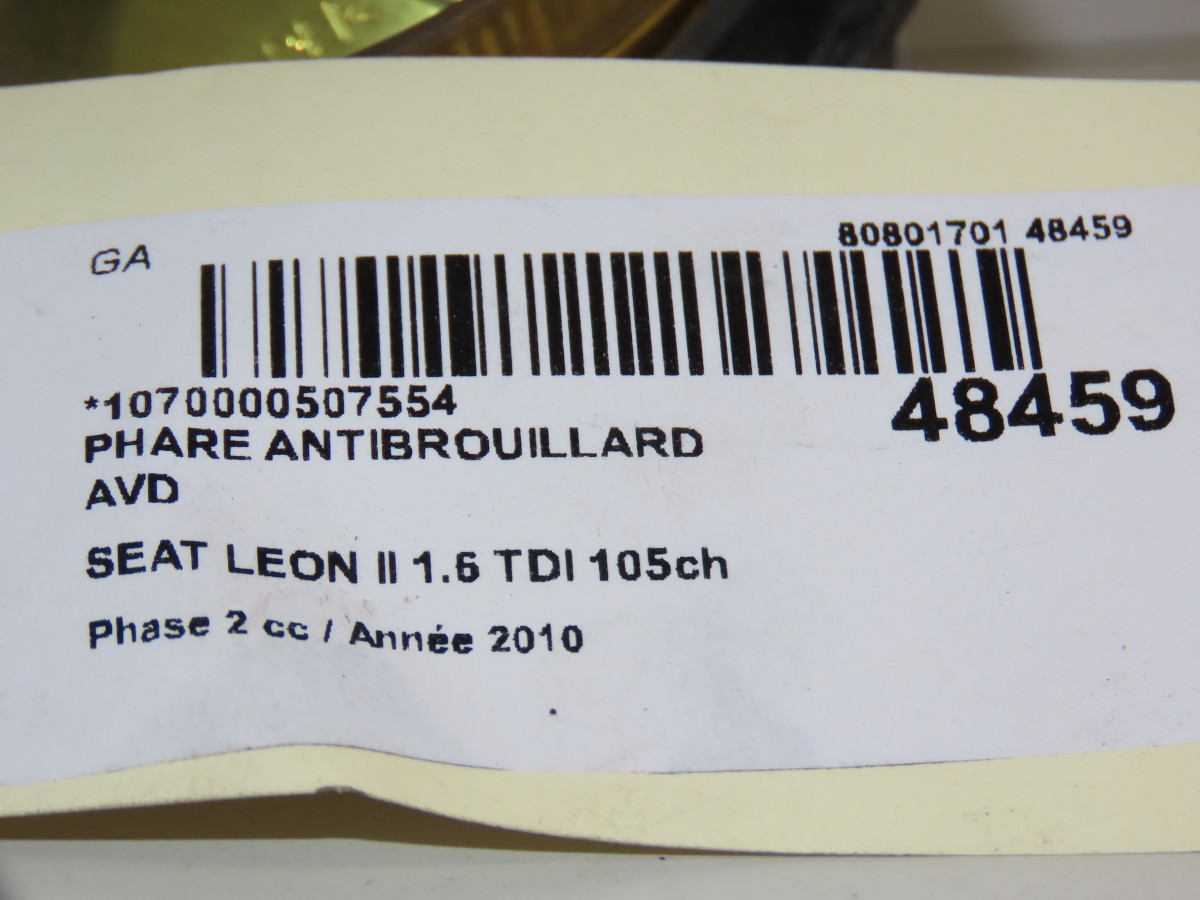 GA
80801701 48459
*1070000507554
48459
PHARE ANTIBROUILLARD
AVD
SEAT LEON II 1.6 TDI 105ch
Phase 2 cc / Année 2010